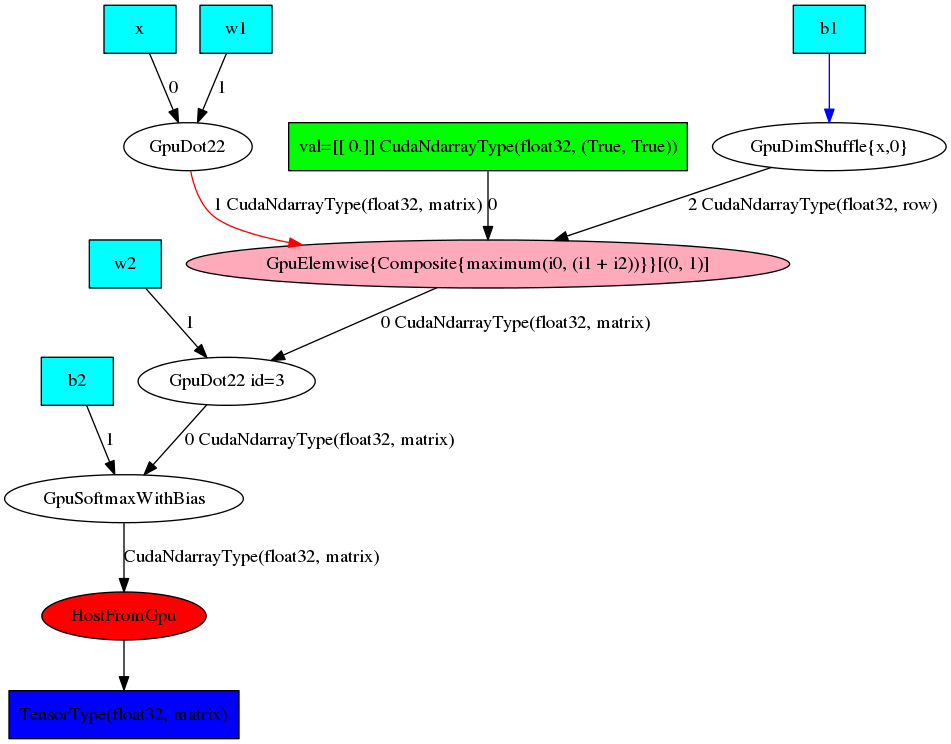 x
w1
b1
0
1
GpuDot22
val=[[ 0.]] CudaNdarrayType(float32, (True, True))
GpuDimShuffle{x,0}
1 CudaNdarrayType(float32, matrix)
0
2 CudaNdarrayType(float32, row)
w2
GpuElemwise{Composite{maximum(i0, (i1 + i2))}}[(0, 1)]
1
0 CudaNdarrayType(float32, matrix)
b2
GpuDot22 id=3
1
0 CudaNdarrayType(float32, matrix)
GpuSoftmaxWithBias
CudaNdarrayType(float32, matrix)
HostFromGpu
TensorType(float32, matrix)